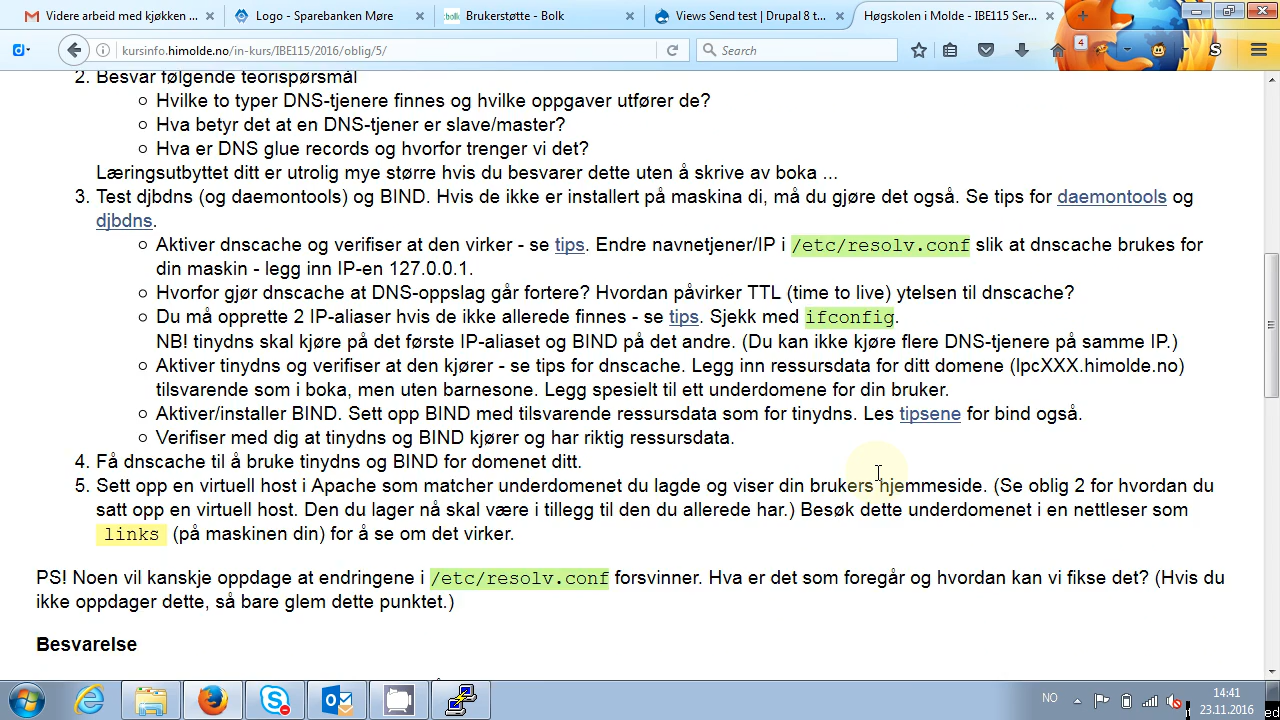 Videre arbeid med kjøkken ...
Logo - Sparebanken Møre
Brukerstøtte - Bolk
Views Send test | Drupal 8 t...
Høgskolen i Molde - IBE115 Ser...
kursinfo.himolde.no/in-kurs/IBE115/2016/oblig/5/
Search
4
2. Besvar følgende teorispørsmål
Hvilke to typer DNS-tjenere finnes og hvilke oppgaver utfører de?
Hva betyr det at en DNS-tjener er slave/master?
Hva er DNS glue records og hvorfor trenger vi det?
Læringsutbyttet ditt er utrolig mye større hvis du besvarer dette uten å skrive av boka ...
3. Test djbdns (og daemontools) og BIND. Hvis de ikke er installert på maskina di, må du gjøre det også. Se tips for daemontools og
djbdns.
Aktiver dnscache og verifiser at den virker - se tips. Endre navnetjener/IP i /etc/resolv.conf slik at dnscache brukes for
din maskin - legg inn IP-en 127.0.0.1.
Hvorfor gjør dnscache at DNS-oppslag går fortere? Hvordan påvirker TTL (time to live) ytelsen til dnscache?
Du må opprette 2 IP-aliaser hvis de ikke allerede finnes - se tips. Sjekk med ifconfig.
NB! tinydns skal kjøre på det første IP-aliaset og BIND på det andre. (Du kan ikke kjøre flere DNS-tjenere på samme IP.)
Aktiver tinydns og verifiser at den kjører - se tips for dnscache. Legg inn ressursdata for ditt domene (lpcXXX.himolde.no)
tilsvarende som i boka, men uten barnesone. Legg spesielt til ett underdomene for din bruker.
Aktiver/installer BIND. Sett opp BIND med tilsvarende ressursdata som for tinydns. Les tipsene for bind også.
Verifiser med dig at tinydns og BIND kjører og har riktig ressursdata.
4. Få dnscache til å bruke tinydns og BIND for domenet ditt.
5. Sett opp en virtuell host i Apache som matcher underdomenet du lagde og viser din brukers hjemmeside. (Se oblig 2 for hvordan du
satt opp en virtuell host. Den du lager nå skal være i tillegg til den du allerede har.) Besøk dette underdomenet i en nettleser som
links (på maskinen din) for å se om det virker.
PS! Noen vil kanskje oppdage at endringene i /etc/resolv.conf forsvinner. Hva er det som foregår og hvordan kan vi fikse det? (Hvis du
ikke oppdager dette, så bare glem dette punktet.)
Besvarelse
NO
14:41
23.11.2016